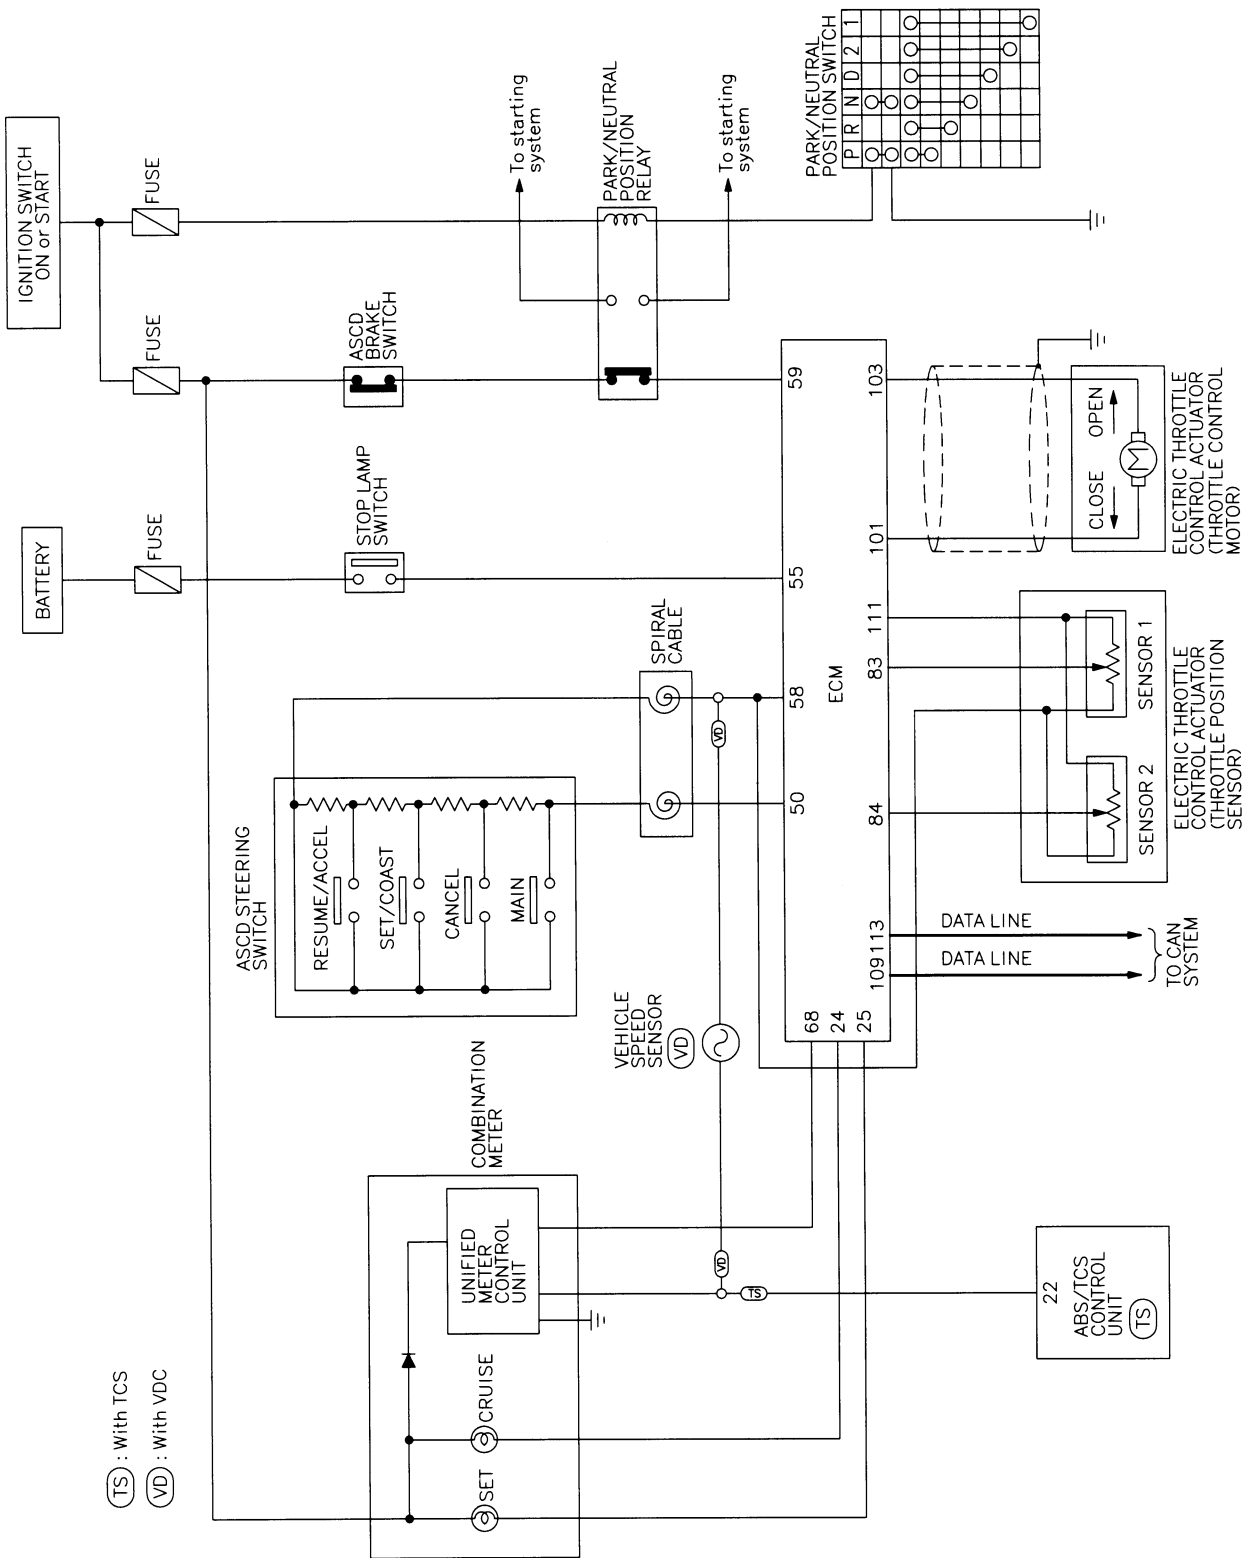 IGNITION SWITCH
ON or START
FUSE
FUSE
BATTERY
FUSE
To starting
system
PARK/NEUTRAL
POSITION
RELAY
To starting
system
PARK/NEUTRAL
POSITION SWITCH
P R N D 2 1
ASCD
BRAKE
SWITCH
STOP LAMP
SWITCH
ASCD STEERING
SWITCH
RESUME/ACCEL
SET/COAST
CANCEL
MAIN
SPIRAL
CABLE
VD
VEHICLE
SPEED
SENSOR
VD
COMBINATION
METER
UNIFIED
METER
CONTROL
UNIT
CRUISE
SET
TS : With TCS
VD : With VDC
VD
TS
22
ABS/TCS
CONTROL
UNIT
TS
ECM
59
55
58
50
68
24
25
103
101
111
83
84
113
109
OPEN
CLOSE
M
ELECTRIC THROTTLE
CONTROL ACTUATOR
(THROTTLE CONTROL
MOTOR)
SENSOR 1
SENSOR 2
ELECTRIC THROTTLE
CONTROL ACTUATOR
(THROTTLE POSITION
SENSOR)
DATA LINE
DATA LINE
TO CAN
SYSTEM